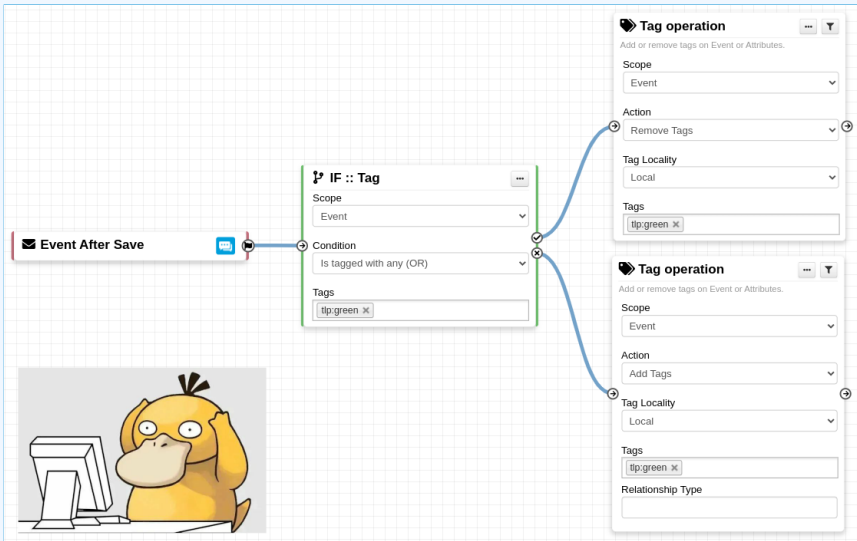 Event After Save
IF :: Tag
Scope
Event
Condition
Is tagged with any (OR)
Tags
tlp:green
Tag operation
Add or remove tags on Event or Attributes.
Scope
Event
Action
Remove Tags
Tag Locality
Local
Tags
tlp:green
Tag operation
Add or remove tags on Event or Attributes.
Scope
Event
Action
Add Tags
Tag Locality
Local
Tags
tlp:green
Relationship Type